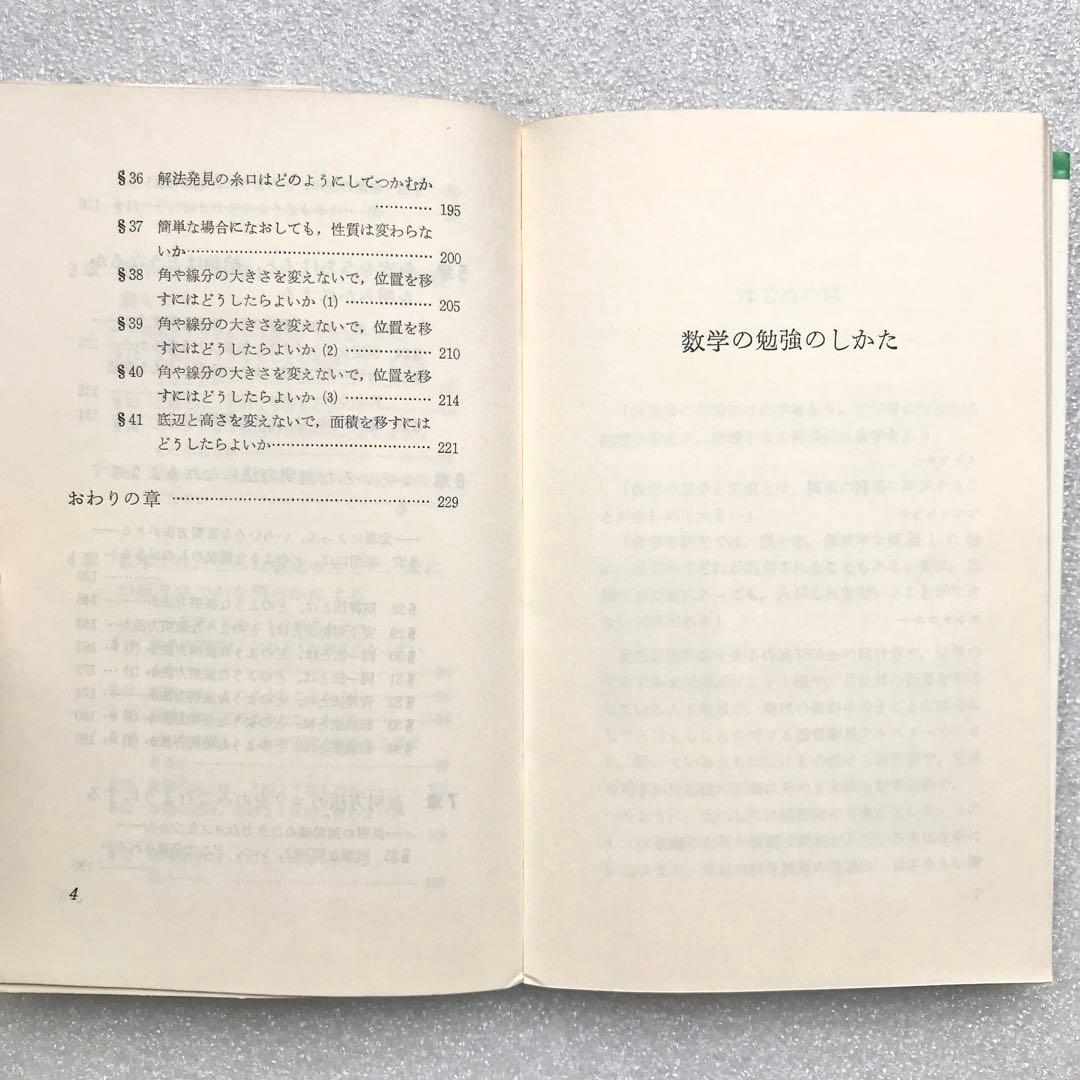 §36 解法発見の糸口はどのようにしてつかむか
………… 195
§37 簡単な場合になおしても，性質は変わらな
いか………………………………… 200
§38 角や線分の大きさを変えないで，位置を移
すにはどうしたらよいか (1) ……………… 205
§39 角や線分の大きさを変えないで，位置を移
すにはどうしたらよいか (2) ……………… 210
§40 角や線分の大きさを変えないで，位置を移
すにはどうしたらよいか (3) ……………… 214
§41 底辺と高さを変えないで，面積を移すには
どうしたらよいか……………………… 221
おわりの章 ……………………………………… 229
4
数学の勉強のしかた